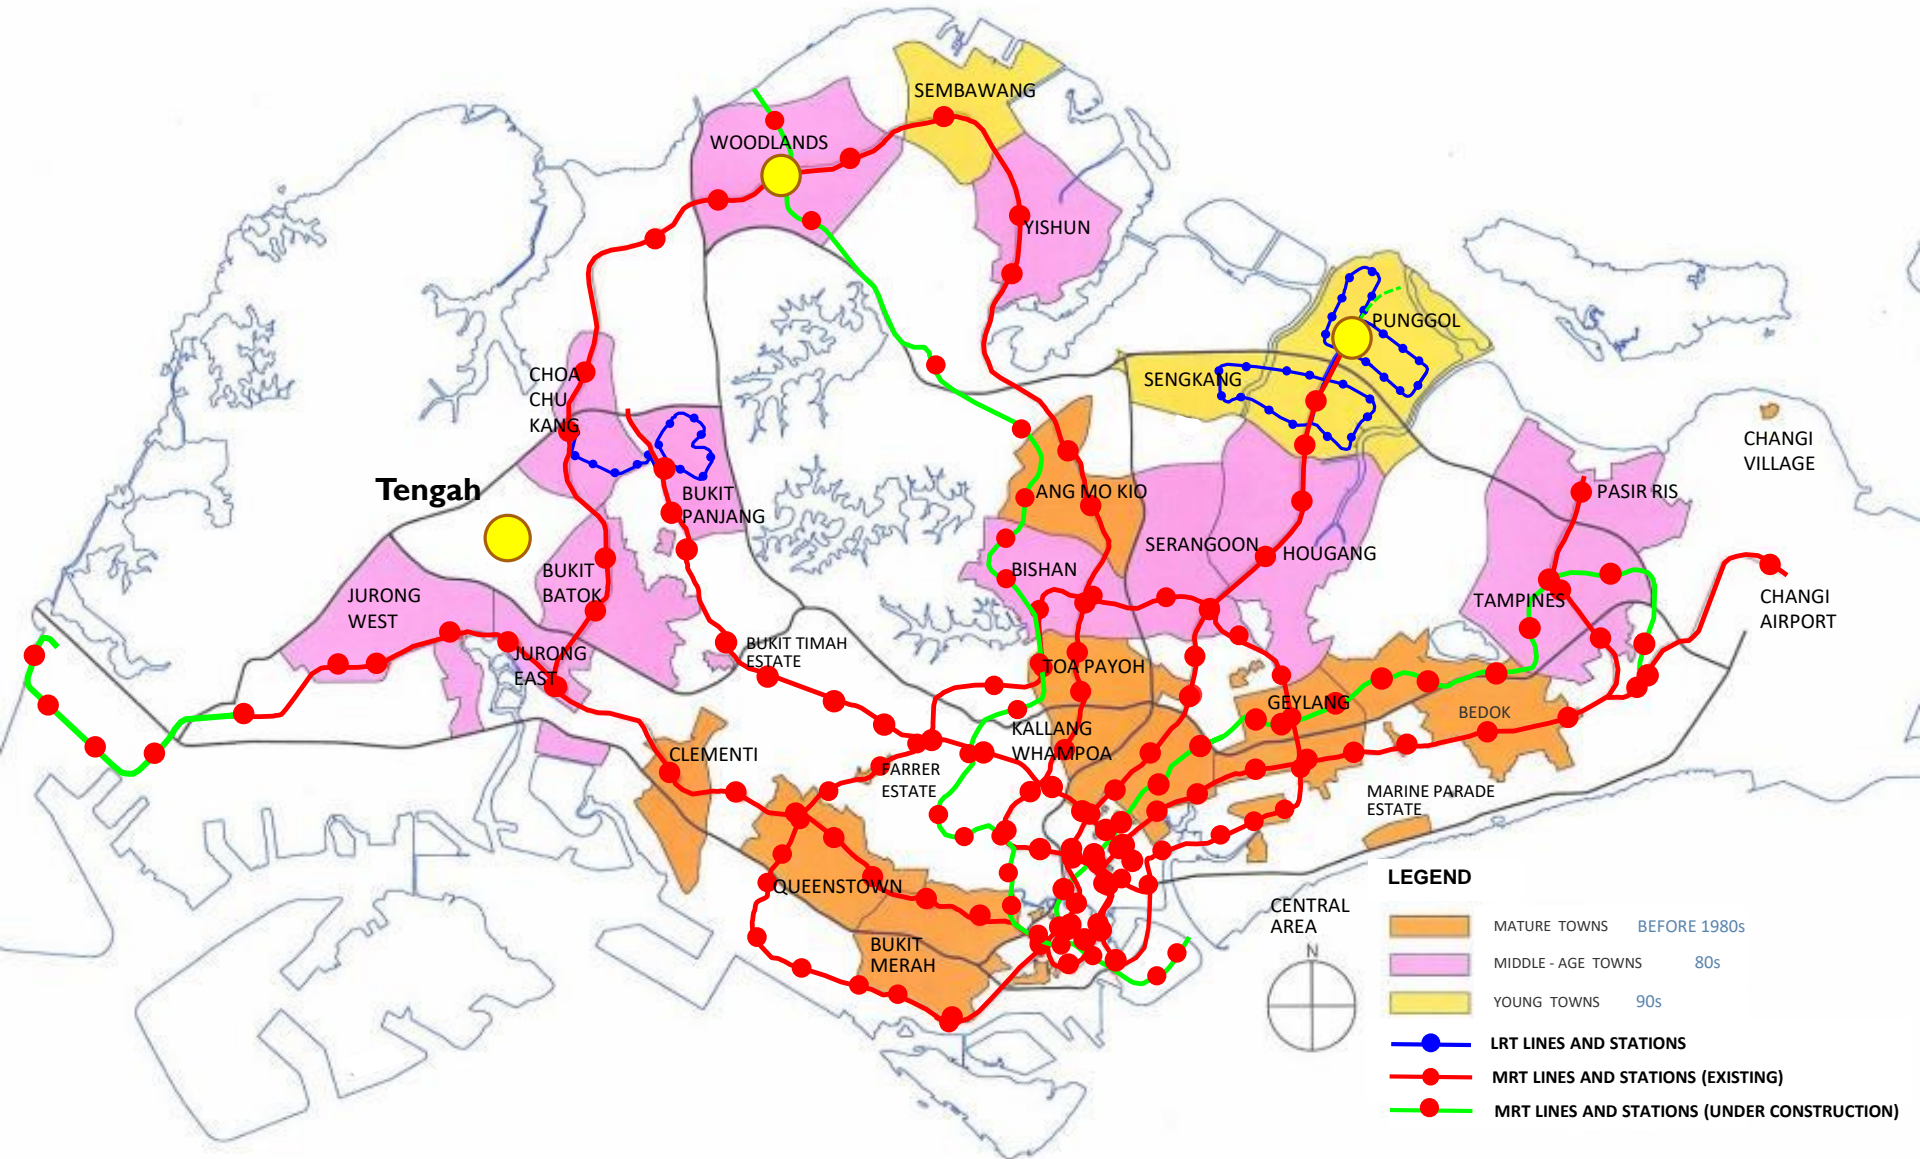 SEMBAWANG
WOODLANDS
YISHUN
PUNGGOL
CHOA
CHU
KANG
SENGKANG
CHANGI
VILLAGE
Tengah
BUKIT
PANJANG
ANG MO KIO
PASIR RIS
SERANGOON
HOUGANG
BISHAN
BUKIT
BATOK
JURONG
WEST
TAMPINES
CHANGI
AIRPORT
JURONG
EAST
BUKIT TIMAH
ESTATE
TOA PAYOH
GEYLANG
BEDOK
KALLANG
WHAMPOA
CLEMENTI
FARRER
ESTATE
MARINE PARADE
ESTATE
QUEENSTOWN
CENTRAL
AREA
BUKIT
MERAH
N
LEGEND
MATURE TOWNS BEFORE 1980s
MIDDLE - AGE TOWNS 80s
YOUNG TOWNS 90s
LRT LINES AND STATIONS
MRT LINES AND STATIONS (EXISTING)
MRT LINES AND STATIONS (UNDER CONSTRUCTION)